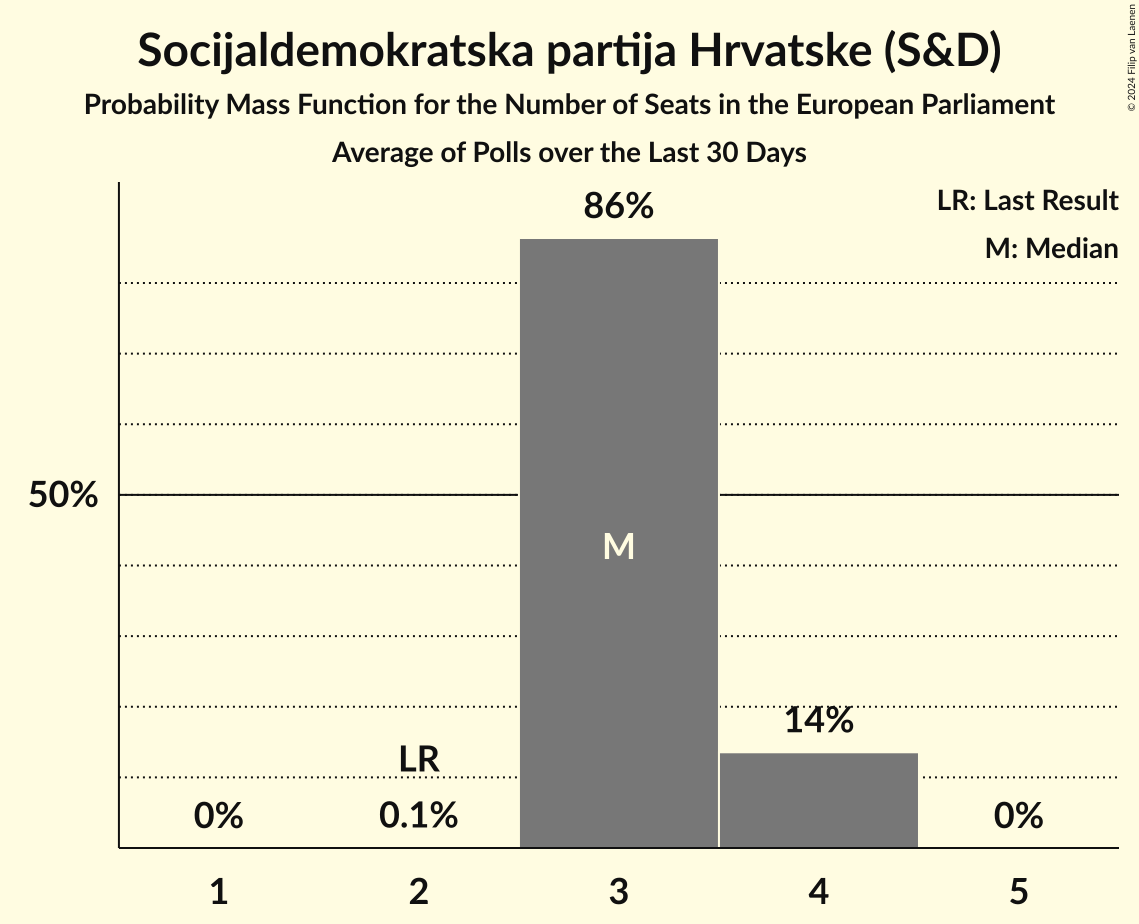 Socijaldemokratska partija Hrvatske (S&D)
Probability Mass Function for the Number of Seats in the European Parliament
Average of Polls over the Last 30 Days
© 2024 Filip van Laenen
LR: Last Result
M: Median
86%
50%
M
14%
LR
0%
0.1%
0%
1
2
3
4
5